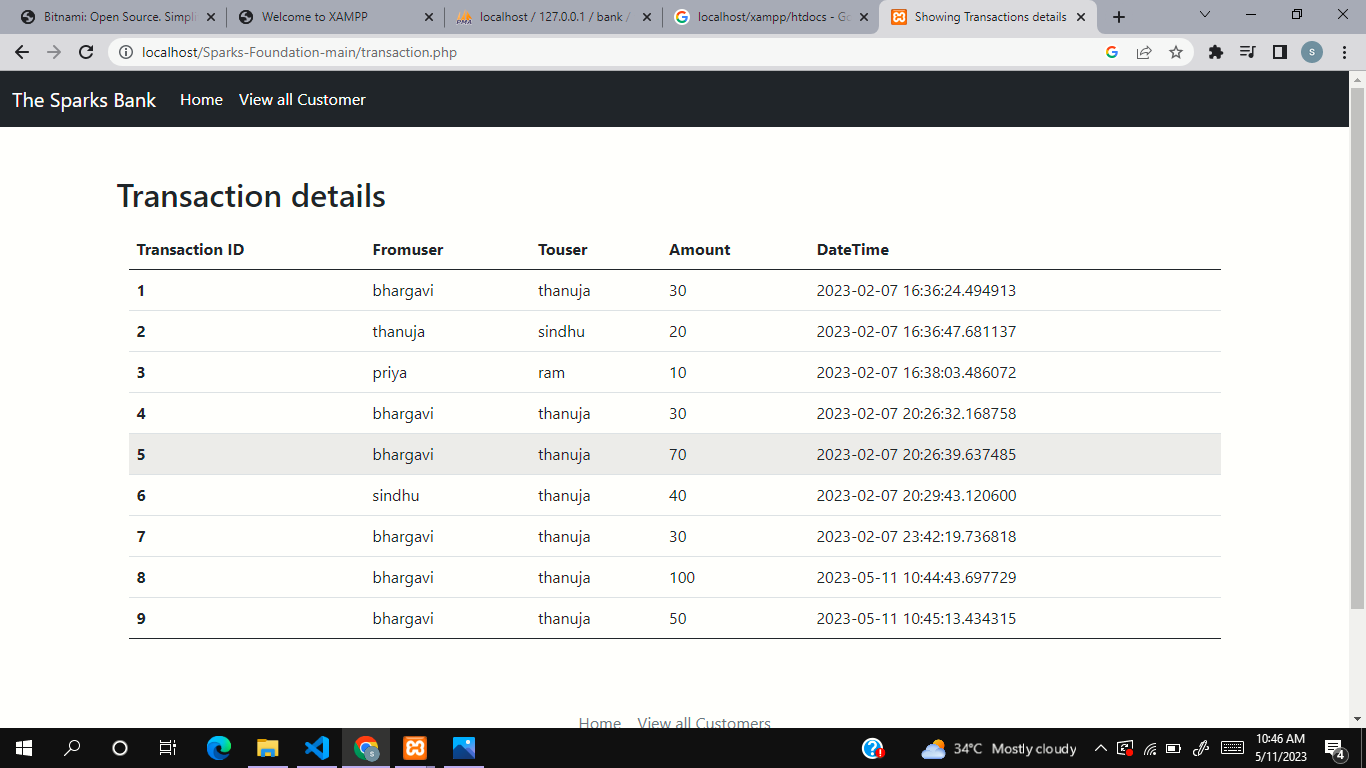 Bitnami: Open Source. Simpli
Welcome to XAMPP
localhost / 127.0.0.1 / bank /
localhost/xampp/htdocs - Go
Showing Transactions details
localhost/Sparks-Foundation-main/transaction.php
s
The Sparks Bank Home View all Customer
Transaction details
Transaction ID Fromuser Touser Amount DateTime
1 bhargavi thanuja 30 2023-02-07 16:36:24.494913
2 thanuja sindhu 20 2023-02-07 16:36:47.681137
3 priya ram 10 2023-02-07 16:38:03.486072
4 bhargavi thanuja 30 2023-02-07 20:26:32.168758
5 bhargavi thanuja 70 2023-02-07 20:26:39.637485
6 sindhu thanuja 40 2023-02-07 20:29:43.120600
7 bhargavi thanuja 30 2023-02-07 23:42:19.736818
8 bhargavi thanuja 100 2023-05-11 10:44:43.697729
9 bhargavi thanuja 50 2023-05-11 10:45:13.434315
Home View all Customers
34°C Mostly cloudy
10:46 AM
5/11/2023
4